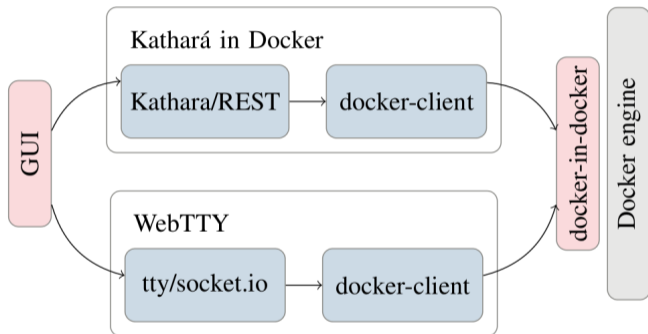 GUI
Kathará in Docker
Kathara/REST
docker-client
WebTTY
tty/socket.io
docker-client
docker-in-docker
Docker engine